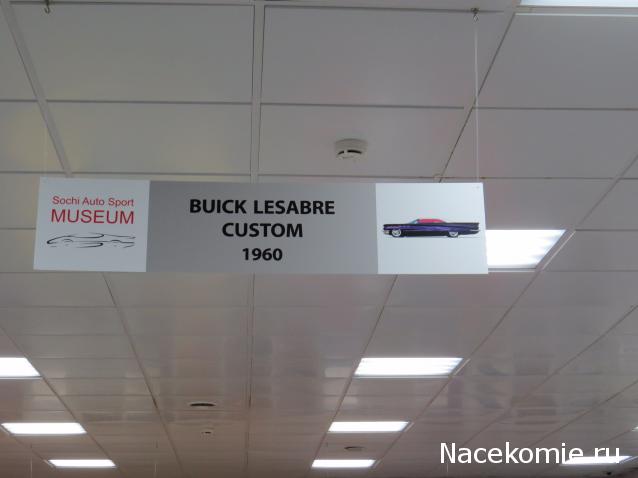 Sochi Auto Sport
MUSEUM
BUICK LESABRE
CUSTOM
1960
Nacekomie.ru